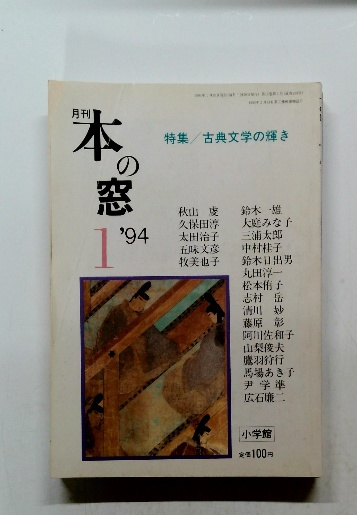 月刊
本の窓
1 '94
特集／古典文学の輝き
秋山 虔
久保田淳
太田治子
五味文彦
牧美也子
鈴木一雄
大庭みな子
三浦太郎
中村桂子
鈴木日出男
丸田淳一
松本侑子
志村 岳
清川 妙
藤原 彰
阿川佐和子
山梨俊夫
鷹羽狩行
馬場あき子
尹 学準
広石廉二
小学館
定価100円